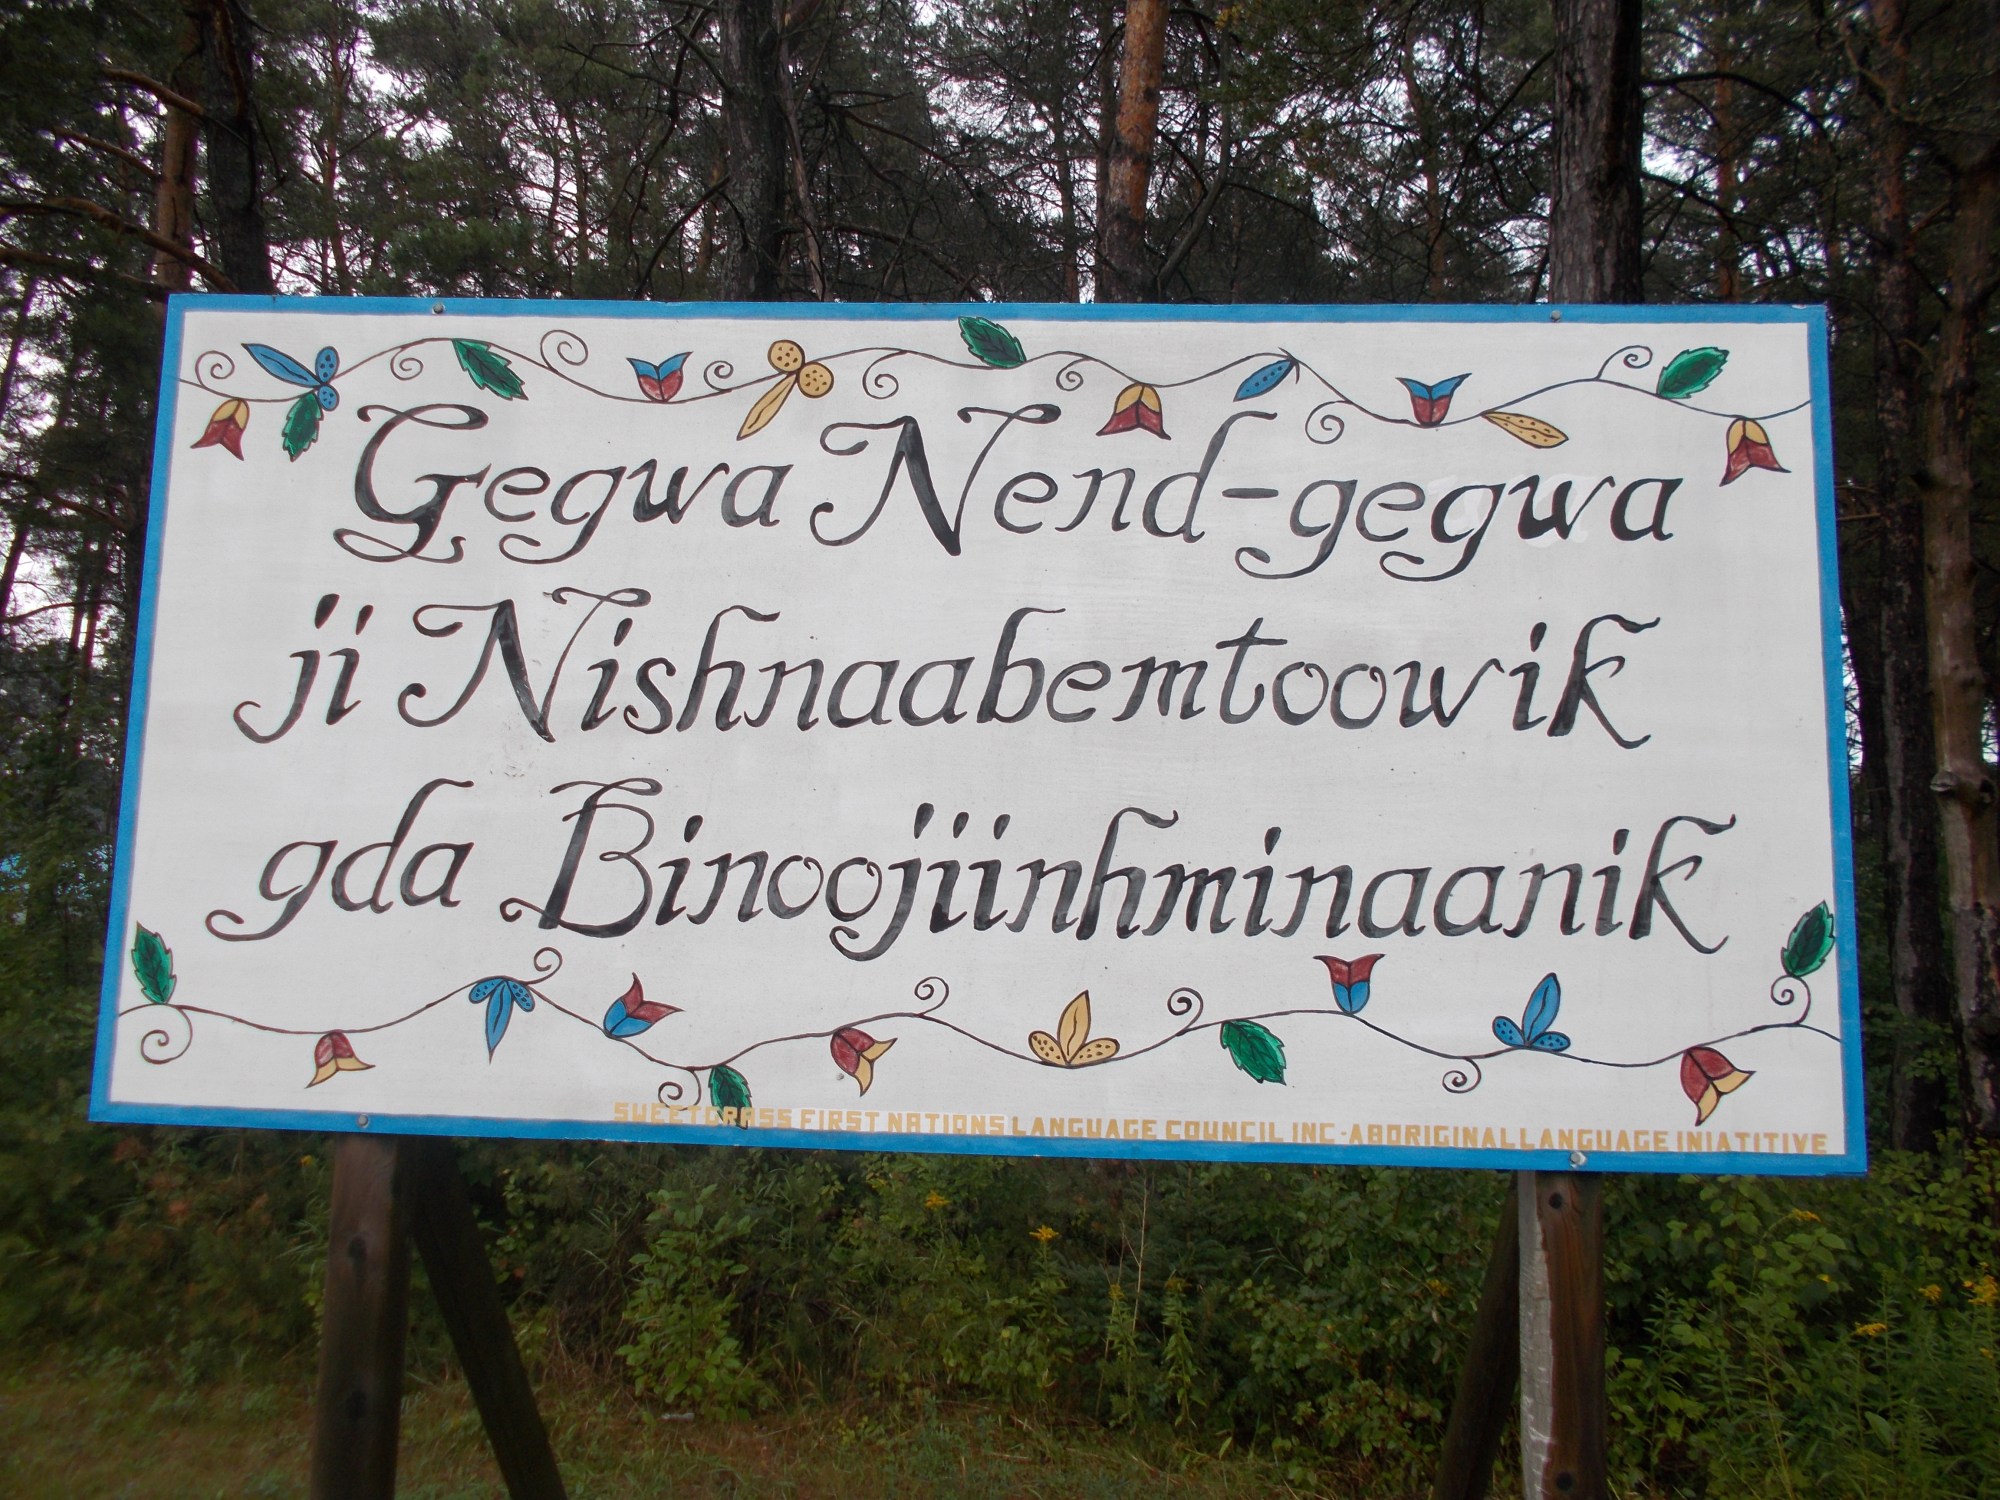 Gegwa Nend-gegwa
ji Nishnaabemtoowik
gda Binoojiinhminaanik
SWEETGRASS FIRST NATIONS LANGUAGE COUNCIL INC - ABORIGINAL LANGUAGE INIATITIVE